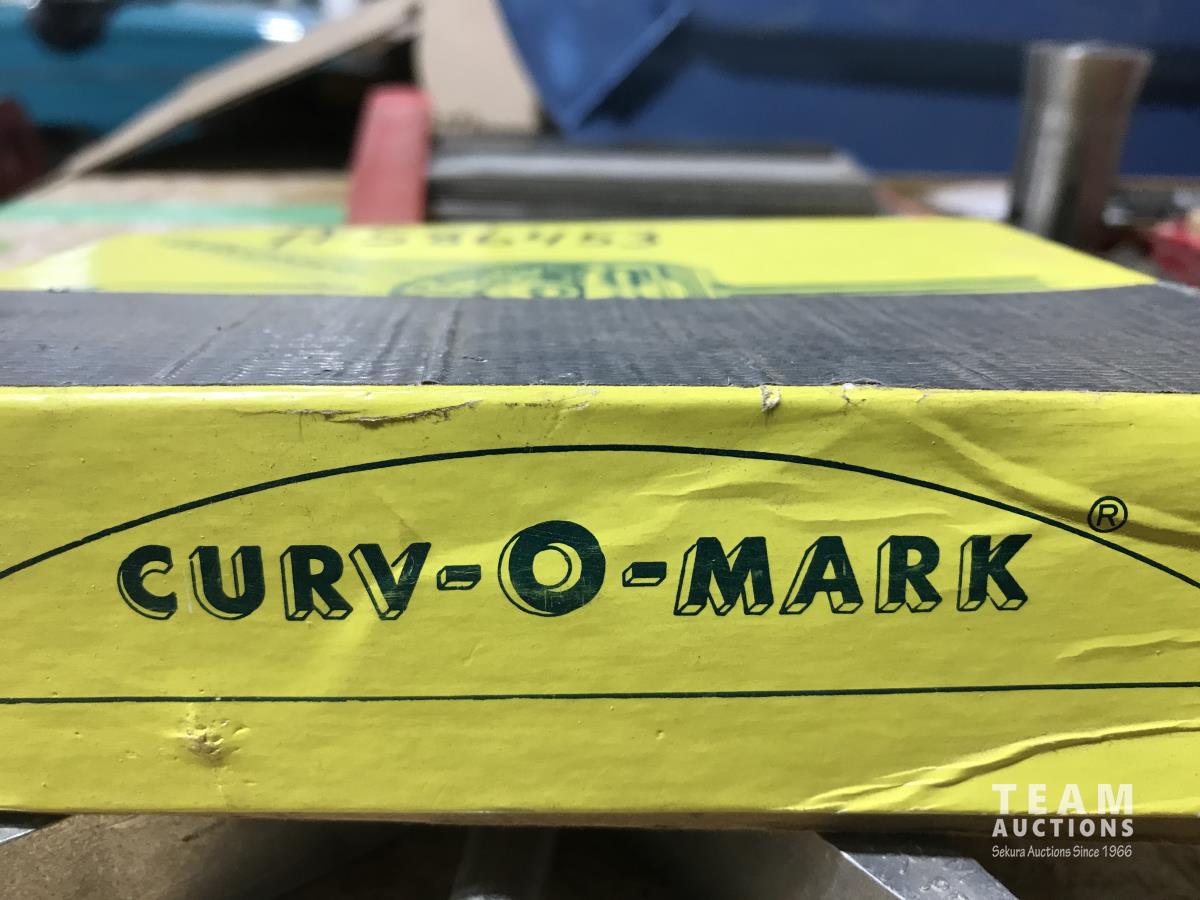 CURV-O-MARK ®
TEAM
AUCTIONS
Sekura Auctions Since 1966